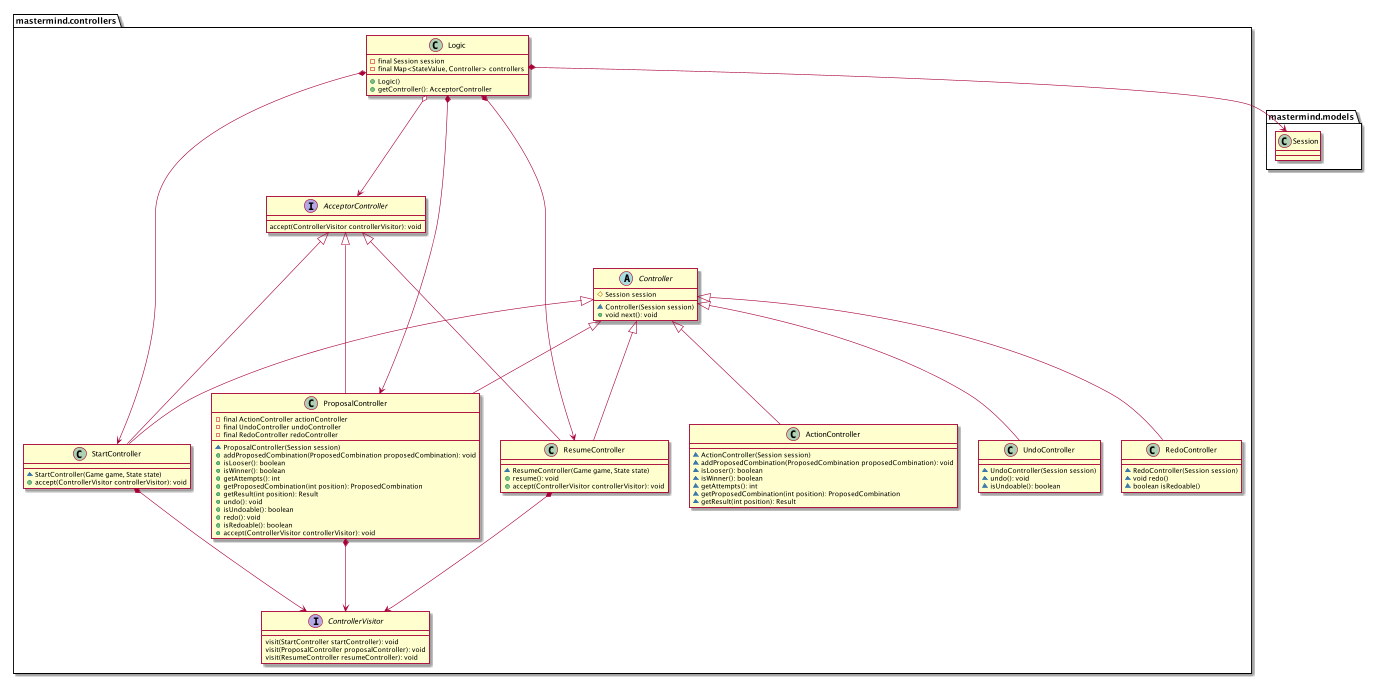 mastermind.controllers
C Logic
final Session session
final Map<StateValue, Controller> controllers
Logic()
getController(): AcceptorController
mastermind.models
C Session
I AcceptorController
accept(ControllerVisitor controllerVisitor): void
A Controller
Session session
Controller(Session session)
void next(): void
C ProposalController
final ActionController actionController
final UndoController undoController
final RedoController redoController
ProposalController(Session session)
addProposedCombination(ProposedCombination proposedCombination): void
isLooser(): boolean
isWinner(): boolean
getAttempts(): int
getProposedCombination(int position): ProposedCombination
getResult(int position): Result
undo(): void
isUndoable(): boolean
redo(): void
isRedoable(): boolean
accept(ControllerVisitor controllerVisitor): void
C StartController
StartController(Game game, State state)
accept(ControllerVisitor controllerVisitor): void
C ResumeController
ResumeController(Game game, State state)
resume(): void
accept(ControllerVisitor controllerVisitor): void
C ActionController
ActionController(Session session)
addProposedCombination(ProposedCombination proposedCombination): void
isLooser(): boolean
isWinner(): boolean
getAttempts(): int
getProposedCombination(int position): ProposedCombination
getResult(int position): Result
C UndoController
UndoController(Session session)
undo(): void
isUndoable(): boolean
C RedoController
RedoController(Session session)
void redo()
boolean isRedoable()
I ControllerVisitor
visit(StartController startController): void
visit(ProposalController proposalController): void
visit(ResumeController resumeController): void